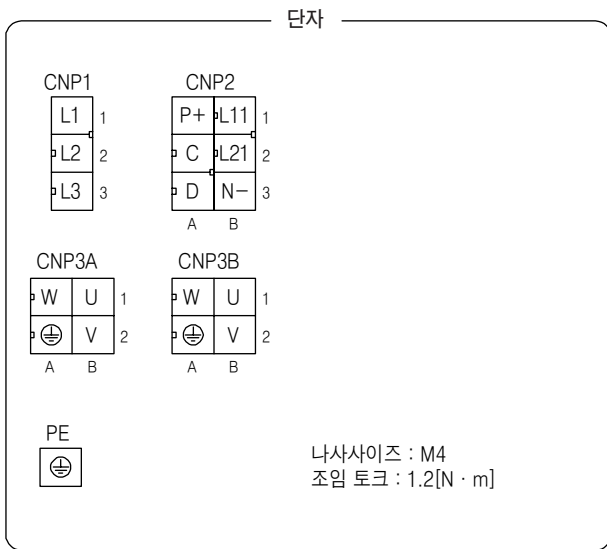 단자
CNP1
L1 1
L2 2
L3 3
CNP2
P+ L11 1
C L21 2
D N− 3
A B
CNP3A
W U 1
V 2
A B
CNP3B
W U 1
V 2
A B
PE
나사사이즈 : M4
조임 토크 : 1.2[N · m]